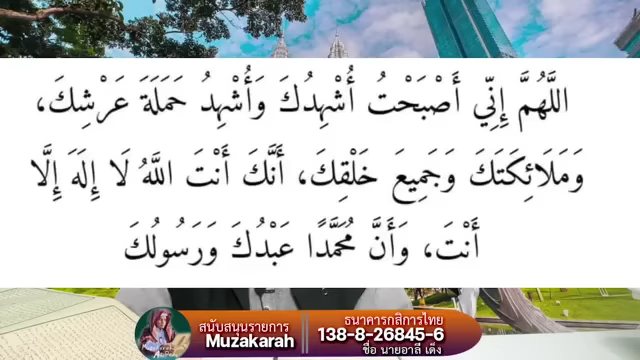 اللَّهُمَّ إِنِّي أَصْبَحْتُ أُشْهِدُكَ وَأُشْهِدُ حَمَلَةَ عَرْشِكَ،
وَمَلَائِكَتَكَ وَجَمِيعَ خَلْقِكَ، أَنَّكَ أَنْتَ اللَّهُ لَا إِلَهَ إِلَّا
أَنْتَ، وَأَنَّ مُحَمَّدًا عَبْدُكَ وَرَسُولُكَ
สนับสนุนรายการ
Muzakarah
ธนาคารกสิกรไทย
138-8-26845-6
ชื่อ นายอาลี เด็ง